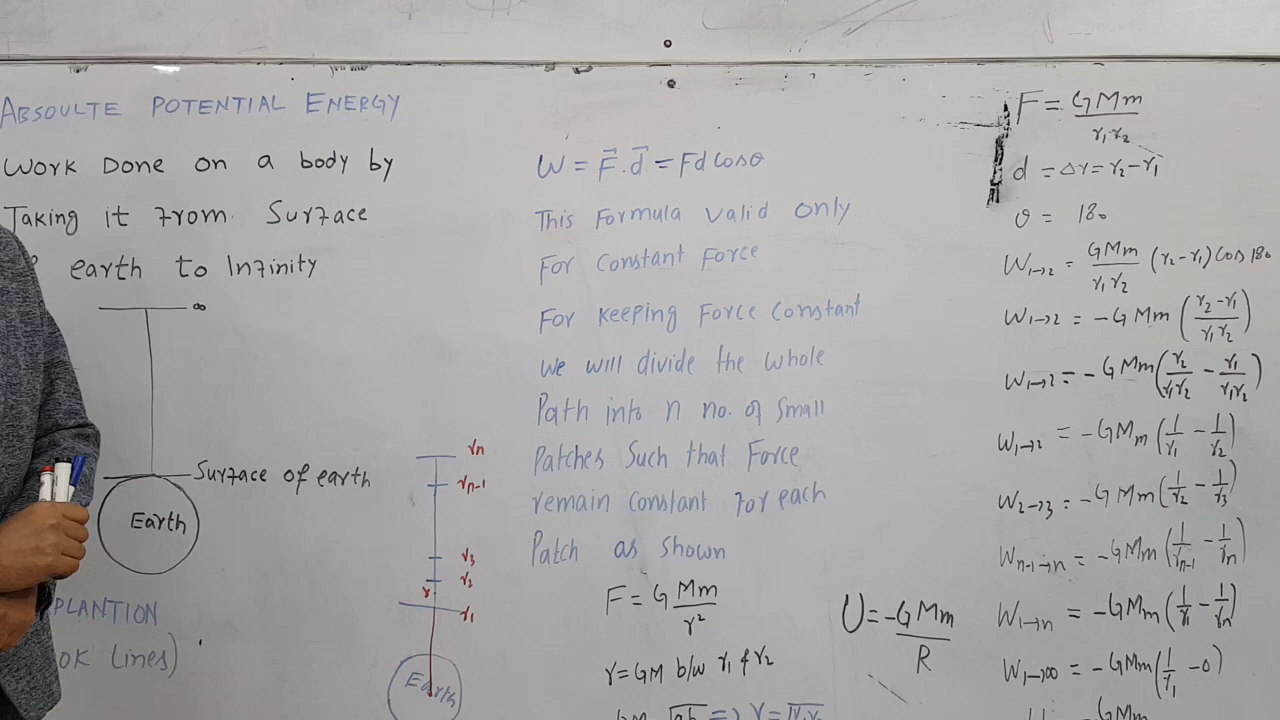 ABSOULTE POTENTIAL ENERGY
Work Done on a body by
Taking it From Surface
earth to Infinity
∞
Surface of earth
Earth
PLANTION
OK Lines)
rn
rn-1
r3
r2
r
r1
Earth
W = F⃗.d⃗ = Fd Cosθ
This Formula valid only
For Constant Force
For Keeping Force Constant
We will divide the whole
Path into n no. of Small
Patches Such that Force
remain Constant For each
Patch as shown
F = G Mm/r²
r = GM b/w r1 & r2
U = -GMm/R
F = GMm/r1r2
d = Δr = r2-r1
θ = 180
W1→2 = GMm/r1r2 (r2-r1) Cos 180
W1→2 = -GMm (r2-r1/r1r2)
W1→2 = -GMm (r2/r1r2 - r1/r1r2)
W1→2 = -GMm (1/r1 - 1/r2)
W2→3 = -GMm (1/r2 - 1/r3)
Wn-1→n = -GMm (1/rn-1 - 1/rn)
W1→n = -GMm (1/r1 - 1/rn)
W1→∞ = -GMm (1/r1 - 0)